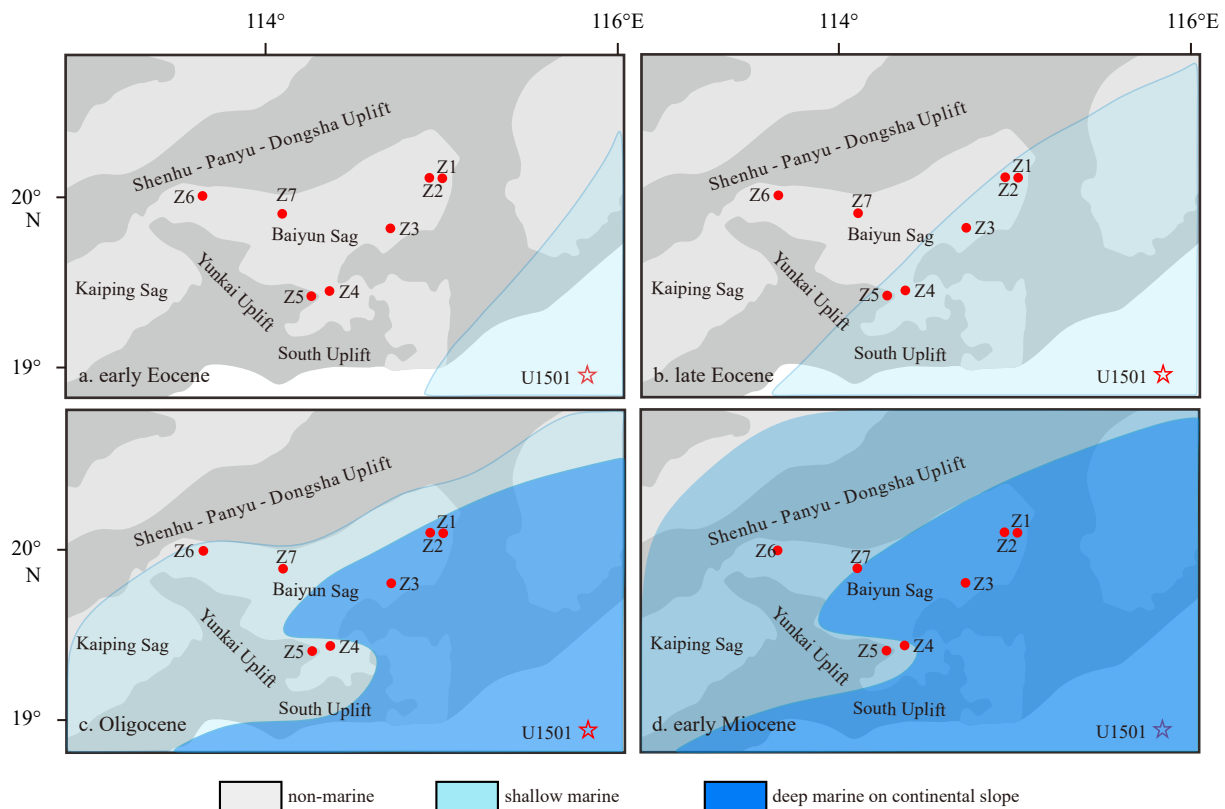 114° 116°E 114° 116°E
Shenhu - Panyu - Dongsha Uplift
Z1
Z2
Z6
Z7
Z3
20°
N
Baiyun Sag
Yunkai Uplift
Kaiping Sag
Z5
Z4
South Uplift
19°
a. early Eocene
U1501
Shenhu - Panyu - Dongsha Uplift
Z1
Z2
Z6
Z7
Z3
Baiyun Sag
Yunkai Uplift
Kaiping Sag
Z5
Z4
South Uplift
b. late Eocene
U1501
Shenhu - Panyu - Dongsha Uplift
Z1
Z2
Z6
Z7
Z3
20°
N
Baiyun Sag
Yunkai Uplift
Kaiping Sag
Z5
Z4
South Uplift
19°
c. Oligocene
U1501
Shenhu - Panyu - Dongsha Uplift
Z1
Z2
Z6
Z7
Z3
Baiyun Sag
Yunkai Uplift
Kaiping Sag
Z5
Z4
South Uplift
d. early Miocene
U1501
non-marine
shallow marine
deep marine on continental slope